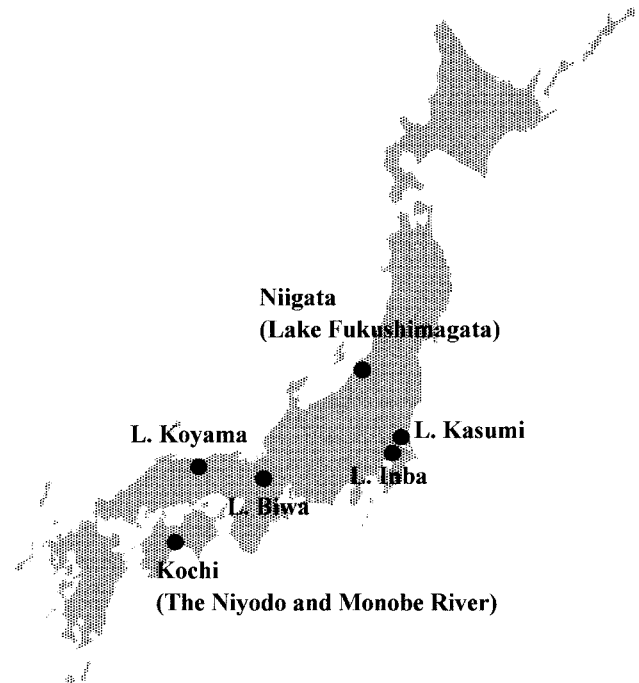 Niigata
(Lake Fukushimagata)
L. Koyama
L. Kasumi
L. Inba
L. Biwa
Kochi
(The Niyodo and Monobe River)